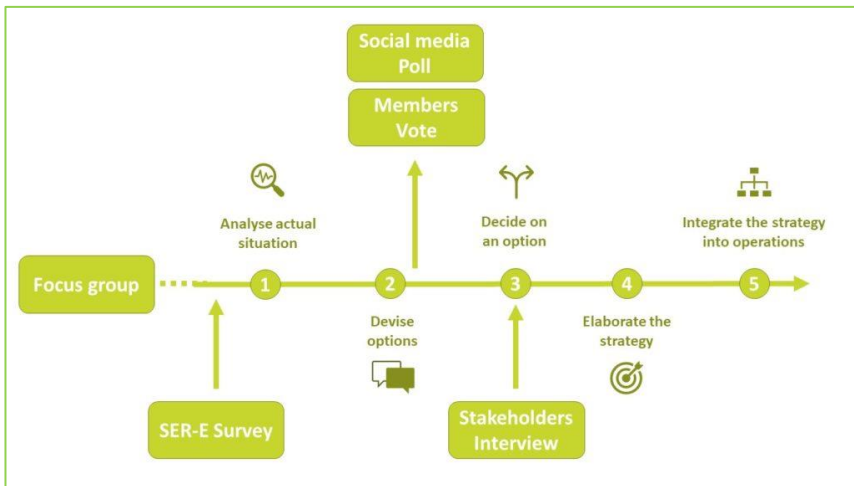 Social media
Poll
Members
Vote
Analyse actual
situation
Decide on
an option
Integrate the strategy
into operations
Focus group
1
2
3
4
5
Devise
options
Elaborate the
strategy
SER-E Survey
Stakeholders
Interview